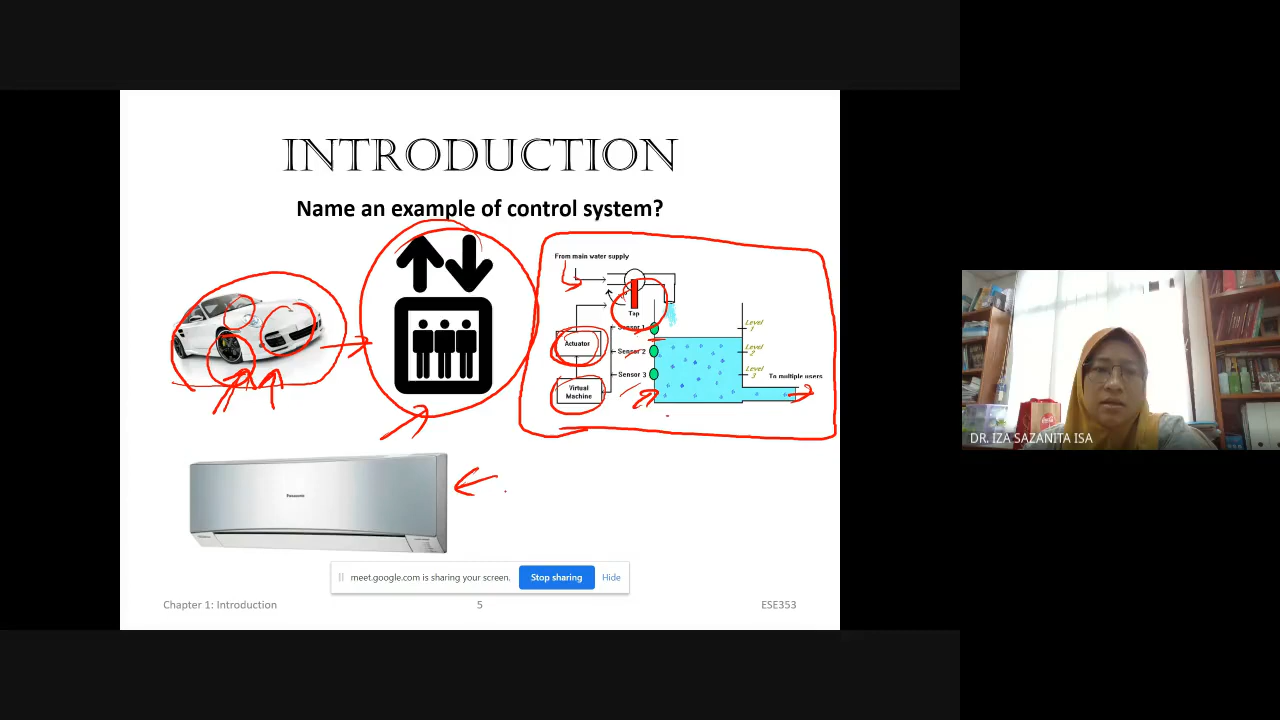 INTRODUCTION
Name an example of control system?
From main water supply
Tap
Sensor 1
Actuator
Sensor 2
Sensor 3
Virtual
Machine
Level
1
Level
2
Level
3
To multiple users
DR. IZA SAZANITA ISA
Panasonic
meet.google.com is sharing your screen.
Stop sharing
Hide
Chapter 1: Introduction
5
ESE353